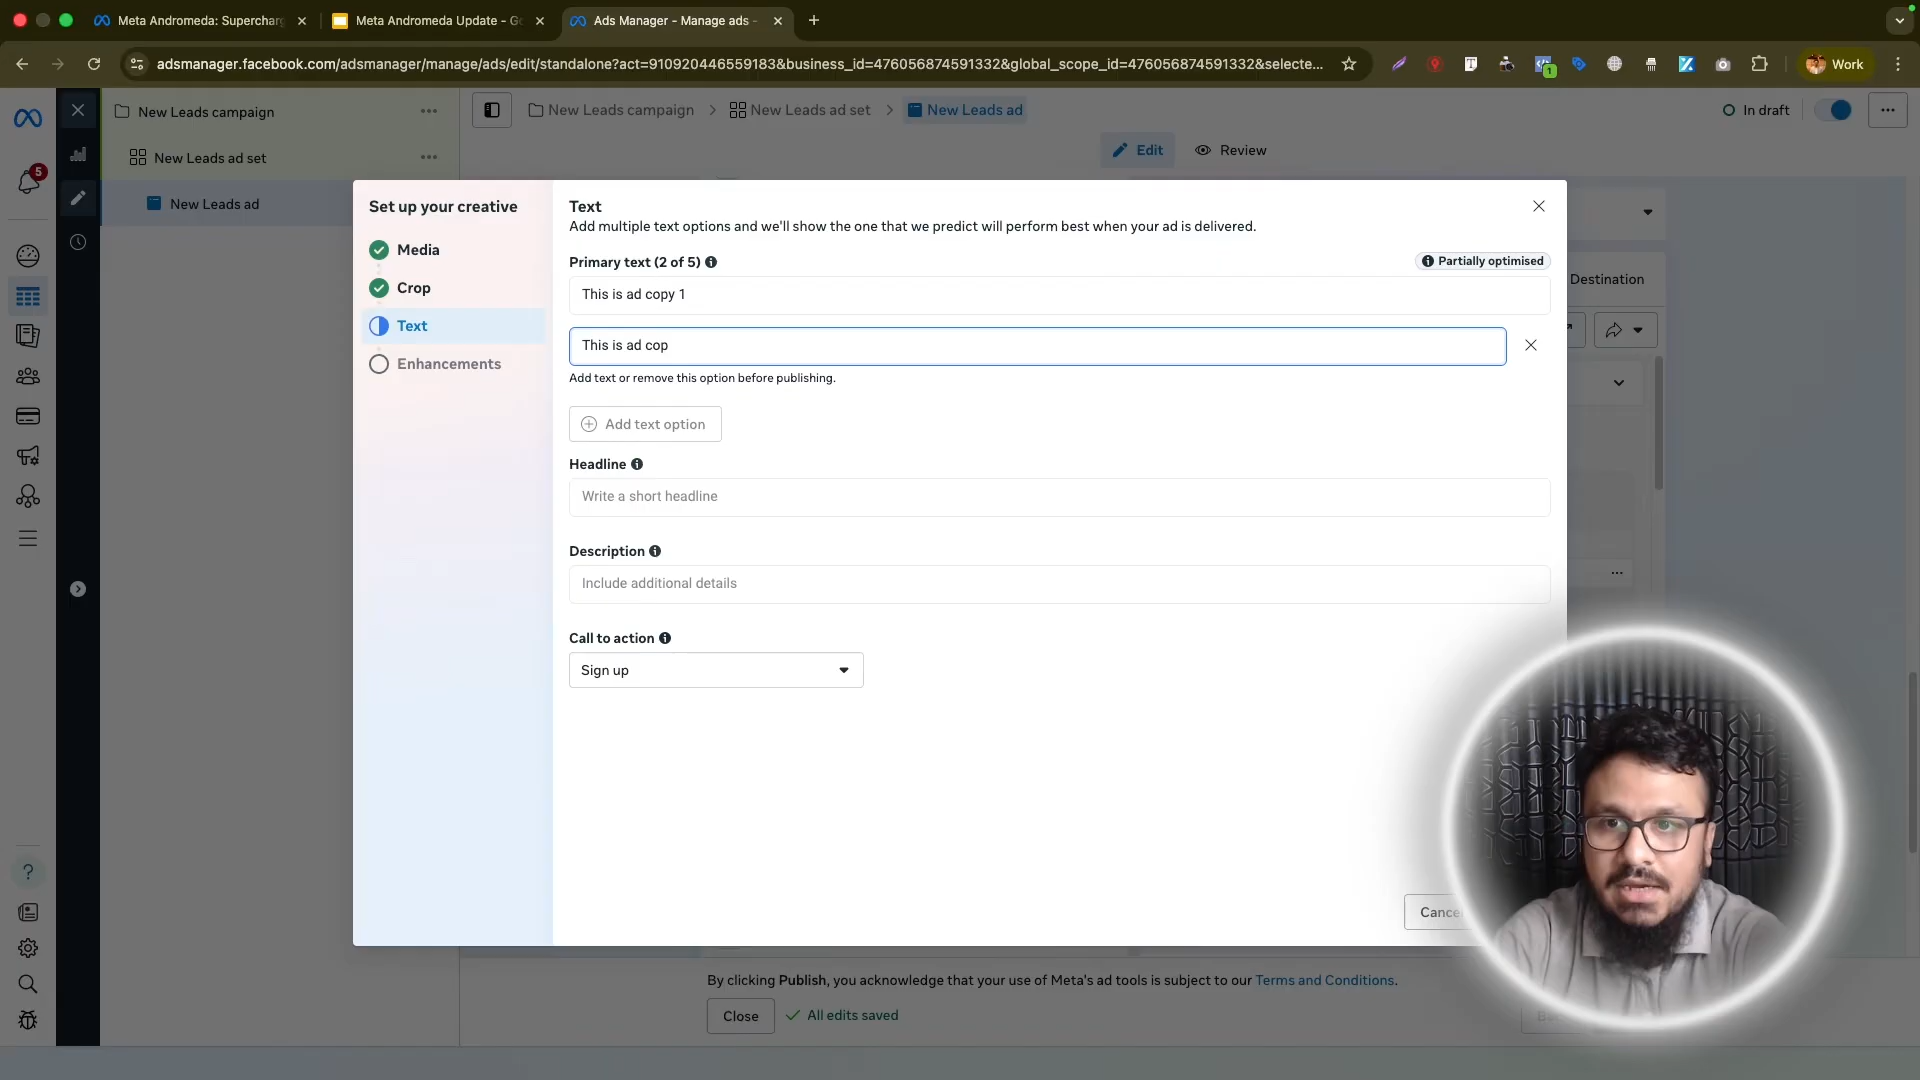 Meta Andromeda: Supercharg
Meta Andromeda Update - Go
Ads Manager - Manage ads -
adsmanager.facebook.com/adsmanager/manage/ads/edit/standalone?act=910920446559183&business_id=476056874591332&global_scope_id=476056874591332&selecte...
1
Work
New Leads campaign
New Leads campaign
New Leads ad set
New Leads ad
In draft
5
New Leads ad set
Edit
Review
New Leads ad
Set up your creative
Media
Crop
Text
Enhancements
Text
Add multiple text options and we'll show the one that we predict will perform best when your ad is delivered.
Primary text (2 of 5)
Partially optimised
This is ad copy 1
Destination
This is ad cop
Add text or remove this option before publishing.
Add text option
Headline
Write a short headline
Description
Include additional details
Call to action
Sign up
Cance
By clicking Publish, you acknowledge that your use of Meta's ad tools is subject to our Terms and Conditions.
Close
All edits saved